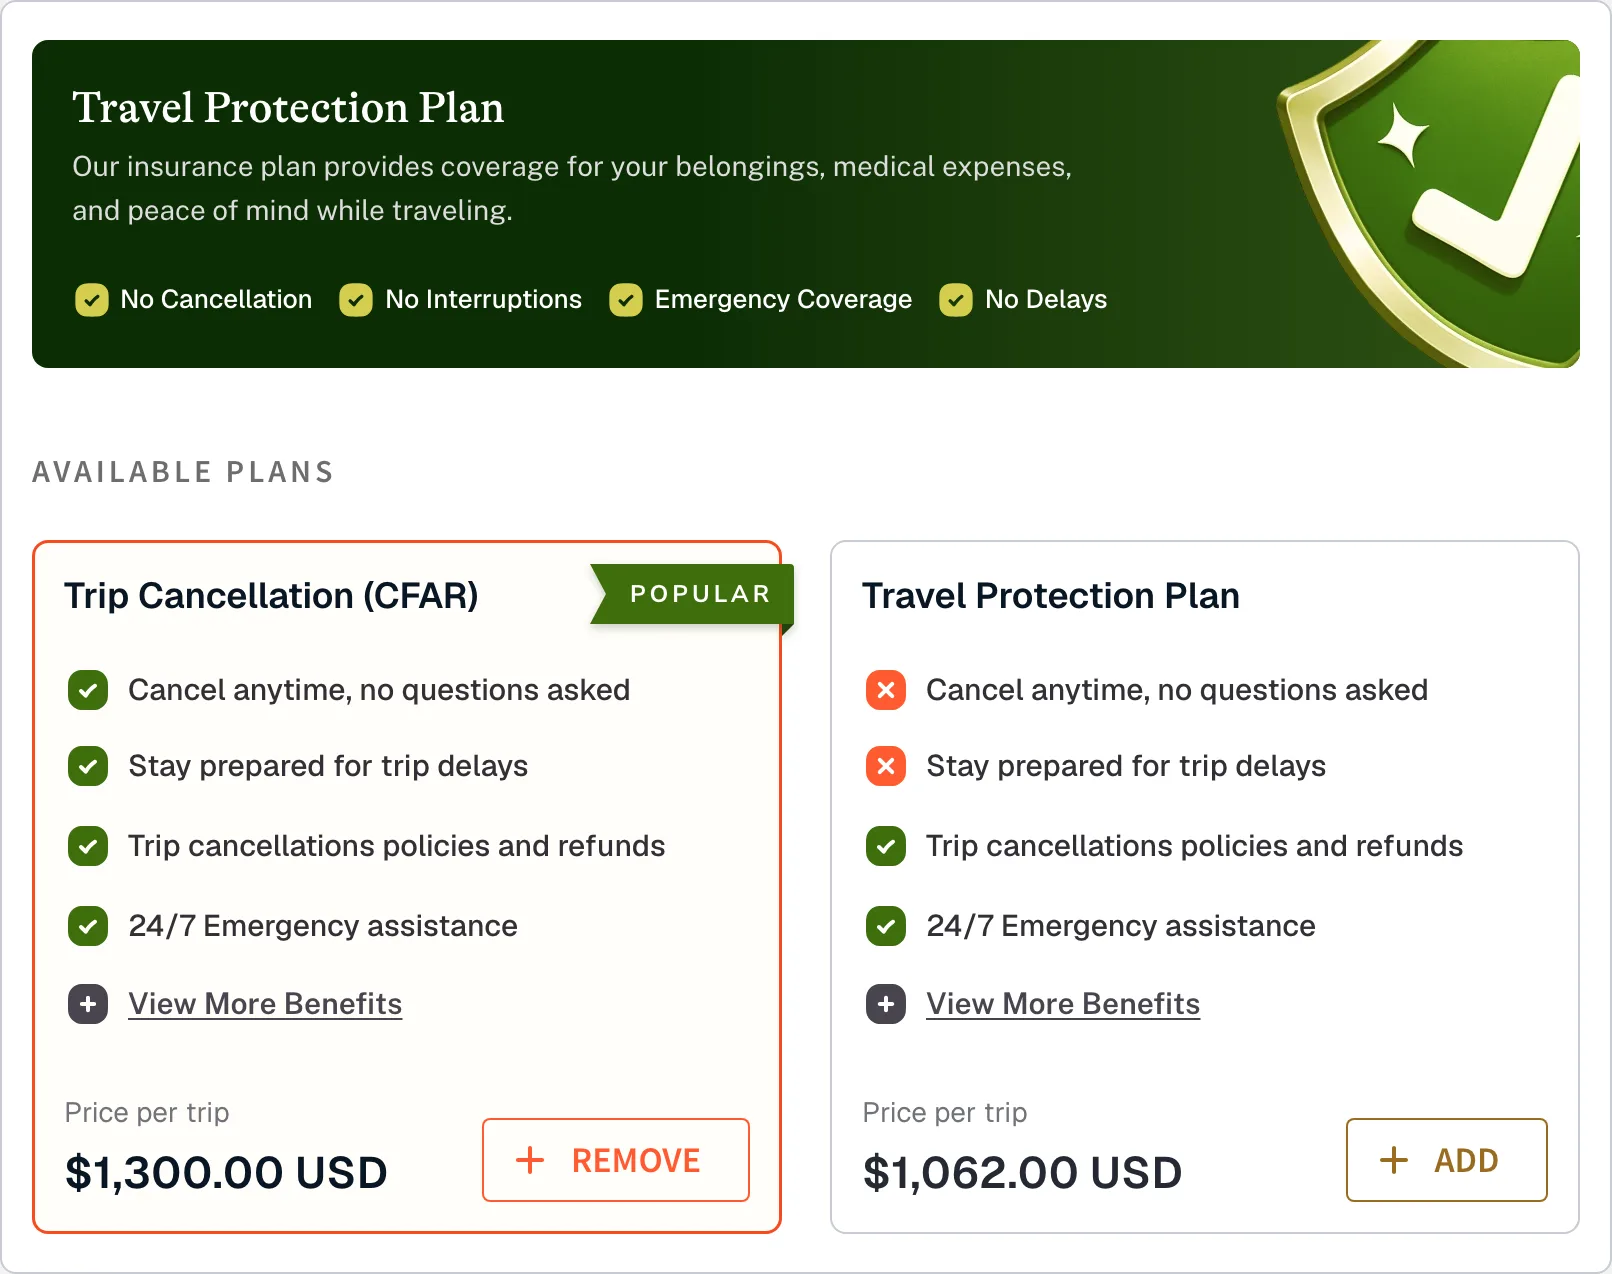 Travel Protection Plan
Our insurance plan provides coverage for your belongings, medical expenses,
and peace of mind while traveling.
No Cancellation No Interruptions Emergency Coverage No Delays
AVAILABLE PLANS
Trip Cancellation (CFAR)
POPULAR
Cancel anytime, no questions asked
Stay prepared for trip delays
Trip cancellations policies and refunds
24/7 Emergency assistance
View More Benefits
Price per trip
$1,300.00 USD
REMOVE
Travel Protection Plan
Cancel anytime, no questions asked
Stay prepared for trip delays
Trip cancellations policies and refunds
24/7 Emergency assistance
View More Benefits
Price per trip
$1,062.00 USD
ADD